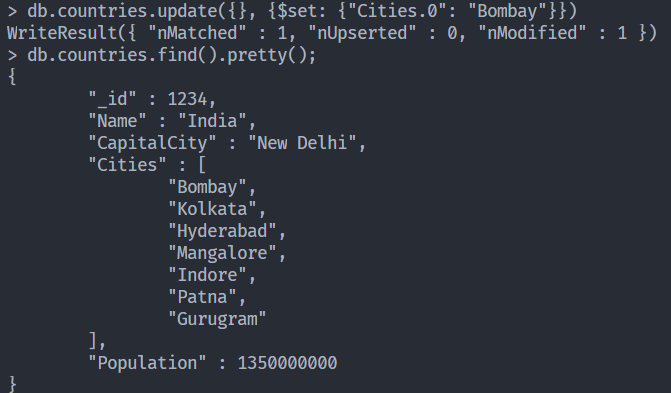 > db.countries.update({}, {$set: {"Cities.0": "Bombay"}})
WriteResult({ "nMatched" : 1, "nUpserted" : 0, "nModified" : 1 })
> db.countries.find().pretty();
{
        "_id" : 1234,
        "Name" : "India",
        "CapitalCity" : "New Delhi",
        "Cities" : [
                "Bombay",
                "Kolkata",
                "Hyderabad",
                "Mangalore",
                "Indore",
                "Patna",
                "Gurugram"
        ],
        "Population" : 1350000000
}